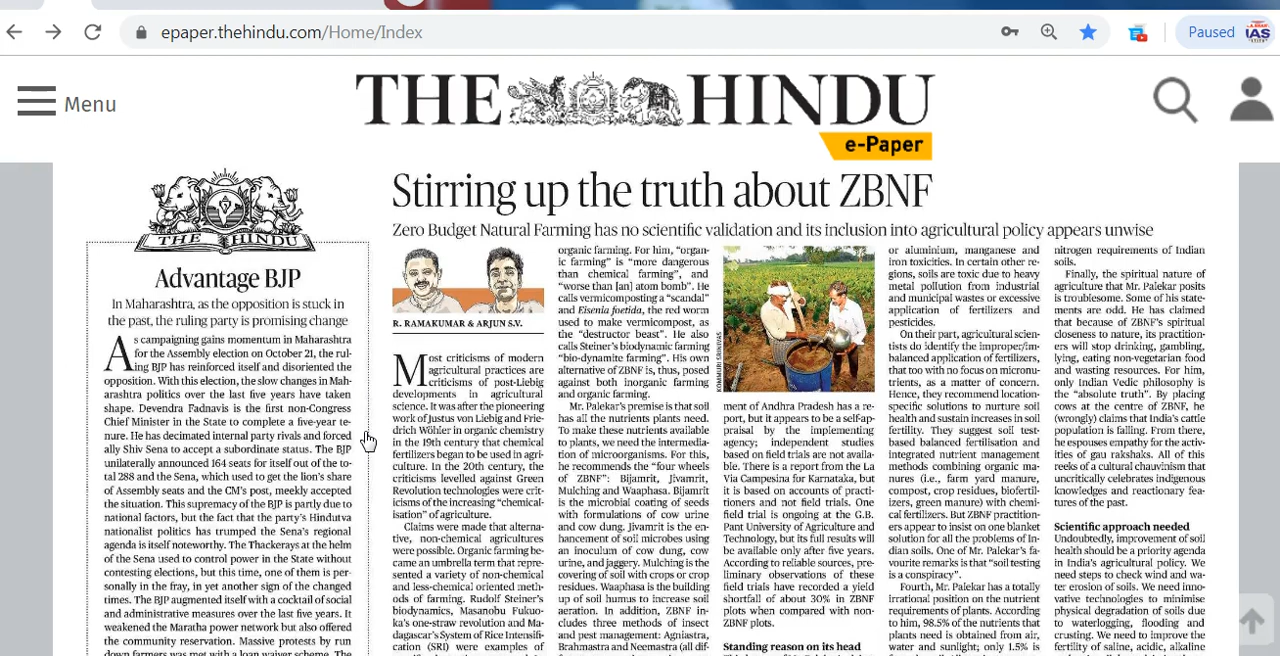 epaper.thehindu.com/Home/Index
Paused
IAS
Menu
THE HINDU
e-Paper
THE HINDU
Advantage BJP
In Maharashtra, as the opposition is stuck in
the past, the ruling party is promising change
As campaigning gains momentum in Maharashtra
for the Assembly election on October 21, the rul-
ing BJP has reinforced itself and disoriented the
opposition. With this election, the slow changes in Mah-
arashtra politics over the last five years have taken
shape. Devendra Fadnavis is the first non-Congress
Chief Minister in the State to complete a five-year te-
nure. He has decimated internal party rivals and forced
ally Shiv Sena to accept a subordinate status. The BJP
unilaterally announced 164 seats for itself out of the to-
tal 288 and the Sena, which used to get the lion's share
of Assembly seats and the CM's post, meekly accepted
the situation. This supremacy of the BJP is partly due to
national factors, but the fact that the party's Hindutva
nationalist politics has trumped the Sena's regional
agenda is itself noteworthy. The Thackerays at the helm
of the Sena used to control power in the State without
contesting elections, but this time, one of them is per-
sonally in the fray, in yet another sign of the changed
times. The BJP augmented itself with a cocktail of social
and administrative measures over the last five years. It
weakened the Maratha power network but also offered
the community reservation. Massive protests by run
down farmers was met with a loan waiver scheme. The
Stirring up the truth about ZBNF
Zero Budget Natural Farming has no scientific validation and its inclusion into agricultural policy appears unwise
R. RAMAKUMAR & ARJUN S.V.
Most criticisms of modern
agricultural practices are
criticisms of post-Liebig
developments in agricultural
science. It was after the pioneering
work of Justus von Liebig and Frie-
drich Wöhler in organic chemistry
in the 19th century that chemical
fertilizers began to be used in agri-
culture. In the 20th century, the
criticisms levelled against Green
Revolution technologies were crit-
icisms of the increasing "chemical-
isation" of agriculture.
Claims were made that alterna-
tive, non-chemical agricultures
were possible. Organic farming be-
came an umbrella term that repre-
sented a variety of non-chemical
and less-chemical oriented meth-
ods of farming. Rudolf Steiner's
biodynamics, Masanobu Fukuo-
ka's one-straw revolution and Ma-
dagascar's System of Rice Intensifi-
cation (SRI) were examples of
organic farming. For him, "organ-
ic farming" is "more dangerous
than chemical farming", and
"worse than [an] atom bomb". He
calls vermicomposting a "scandal"
and Eisenia foetida, the red worm
used to make vermicompost, as
the "destructor beast". He also
calls Steiner's biodynamic farming
"bio-dynamite farming". His own
alternative of ZBNF is, thus, posed
against both inorganic farming
and organic farming.
Mr. Palekar's premise is that soil
has all the nutrients plants need.
To make these nutrients available
to plants, we need the intermedia-
tion of microorganisms. For this,
he recommends the "four wheels
of ZBNF": Bijamrit, Jivamrit,
Mulching and Waaphasa. Bijamrit
is the microbial coating of seeds
with formulations of cow urine
and cow dung. Jivamrit is the en-
hancement of soil microbes using
an inoculum of cow dung, cow
urine, and jaggery. Mulching is the
covering of soil with crops or crop
residues. Waaphasa is the building
up of soil humus to increase soil
aeration. In addition, ZBNF in-
cludes three methods of insect
and pest management: Agniastra,
Brahmastra and Neemastra (all dif-
KOMMURI SRINIVAS
ment of Andhra Pradesh has a re-
port, but it appears to be a self-ap-
praisal by the implementing
agency; independent studies
based on field trials are not availa-
ble. There is a report from the La
Via Campesina for Karnataka, but
it is based on accounts of practi-
tioners and not field trials. One
field trial is ongoing at the G.B.
Pant University of Agriculture and
Technology, but its full results will
be available only after five years.
According to reliable sources, pre-
liminary observations of these
field trials have recorded a yield
shortfall of about 30% in ZBNF
plots when compared with non-
ZBNF plots.
Standing reason on its head
or aluminium, manganese and
iron toxicities. In certain other re-
gions, soils are toxic due to heavy
metal pollution from industrial
and municipal wastes or excessive
application of fertilizers and
pesticides.
On their part, agricultural scien-
tists do identify the improper/im-
balanced application of fertilizers,
that too with no focus on micronu-
trients, as a matter of concern.
Hence, they recommend location-
specific solutions to nurture soil
health and sustain increases in soil
fertility. They suggest soil test-
based balanced fertilisation and
integrated nutrient management
methods combining organic ma-
nures (i.e., farm yard manure,
compost, crop residues, biofertil-
izers, green manure) with chemi-
cal fertilizers. But ZBNF practition-
ers appear to insist on one blanket
solution for all the problems of In-
dian soils. One of Mr. Palekar's fa-
vourite remarks is that "soil testing
is a conspiracy".
Fourth, Mr. Palekar has a totally
irrational position on the nutrient
requirements of plants. According
to him, 98.5% of the nutrients that
plants need is obtained from air,
water and sunlight; only 1.5% is
nitrogen requirements of Indian
soils.
Finally, the spiritual nature of
agriculture that Mr. Palekar posits
is troublesome. Some of his state-
ments are odd. He has claimed
that because of ZBNF's spiritual
closeness to nature, its practition-
ers will stop drinking, gambling,
lying, eating non-vegetarian food
and wasting resources. For him,
only Indian Vedic philosophy is
the "absolute truth". By placing
cows at the centre of ZBNF, he
(wrongly) claims that India's cattle
population is falling. From there,
he espouses empathy for the activ-
ities of gau rakshaks. All of this
reeks of a cultural chauvinism that
uncritically celebrates indigenous
knowledges and reactionary fea-
tures of the past.
Scientific approach needed
Undoubtedly, improvement of soil
health should be a priority agenda
in India's agricultural policy. We
need steps to check wind and wa-
ter erosion of soils. We need inno-
vative technologies to minimise
physical degradation of soils due
to waterlogging, flooding and
crusting. We need to improve the
fertility of saline, acidic, alkaline